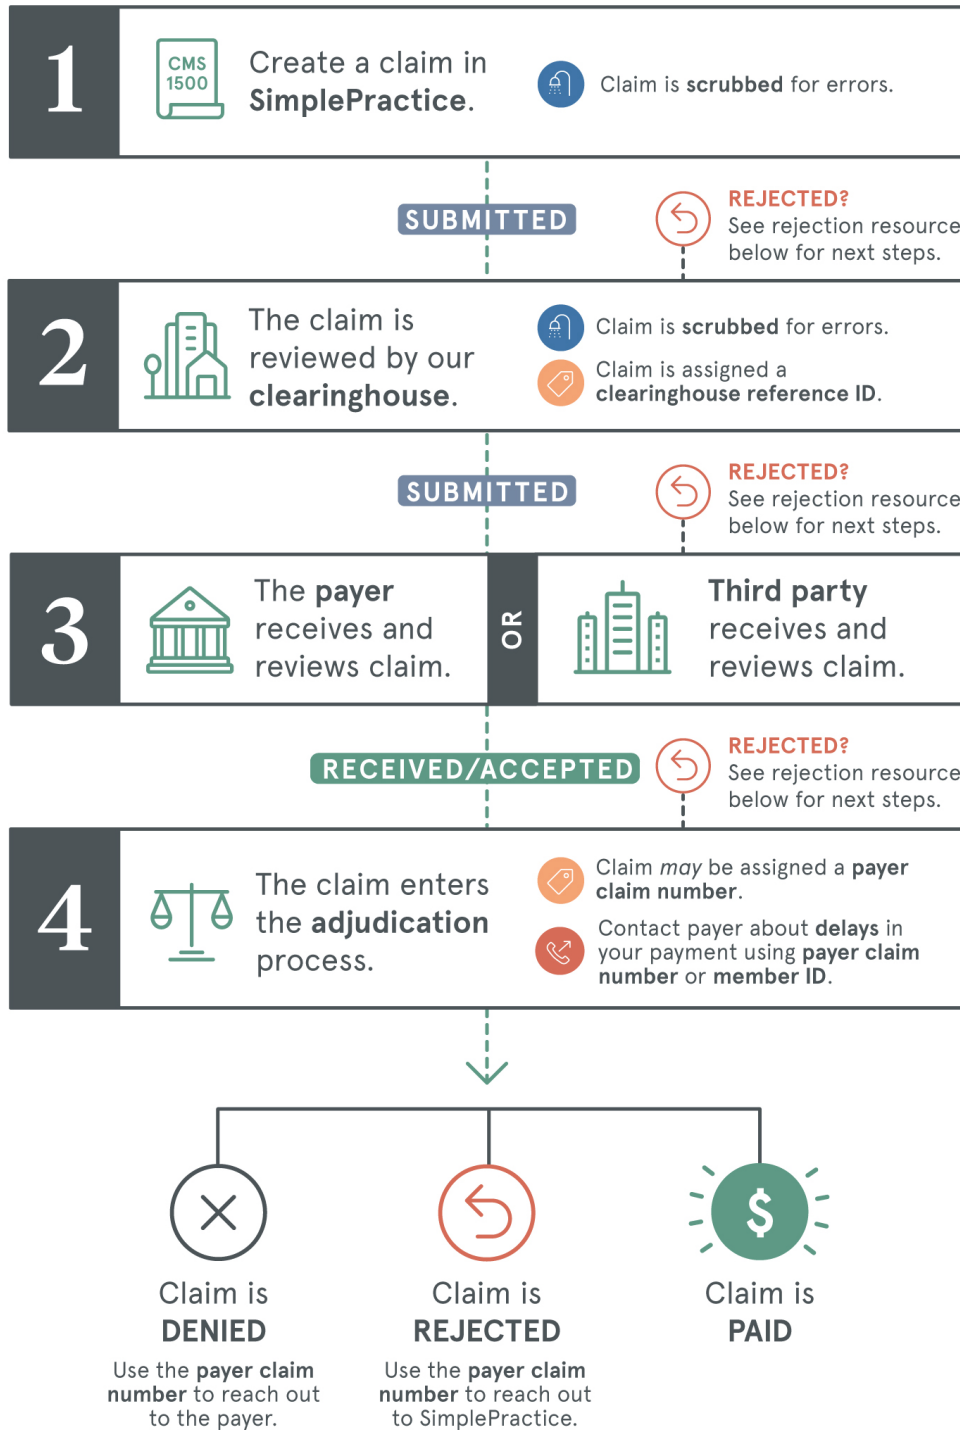 1
CMS
1500
Create a claim in
SimplePractice.
Claim is scrubbed for errors.
SUBMITTED
REJECTED?
See rejection resource
below for next steps.
2
The claim is
reviewed by our
clearinghouse.
Claim is scrubbed for errors.
Claim is assigned a
clearinghouse reference ID.
SUBMITTED
REJECTED?
See rejection resource
below for next steps.
3
The payer
receives and
reviews claim.
OR
Third party
receives and
reviews claim.
RECEIVED/ACCEPTED
REJECTED?
See rejection resource
below for next steps.
4
The claim enters
the adjudication
process.
Claim may be assigned a payer
claim number.
Contact payer about delays in
your payment using payer claim
number or member ID.
Claim is
DENIED
Use the payer claim
number to reach out
to the payer.
Claim is
REJECTED
Use the payer claim
number to reach out
to SimplePractice.
$
Claim is
PAID